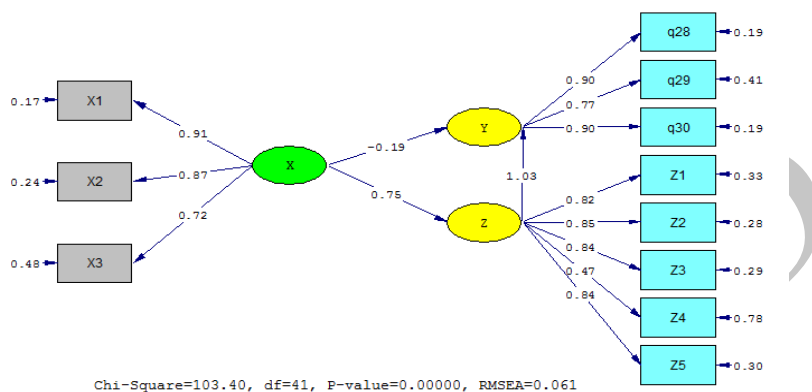 q28
0.19
0.90
q29
0.41
0.77
0.17
X1
q30
0.19
0.90
Y
0.91
-0.19
X2
0.24
0.87
X
1.03
Z1
0.33
0.82
0.75
0.72
Z
Z2
0.28
0.85
X3
0.48
Z3
0.29
0.84
0.47
Z4
0.78
0.84
Z5
0.30
Chi-Square=103.40, df=41, P-value=0.00000, RMSEA=0.061